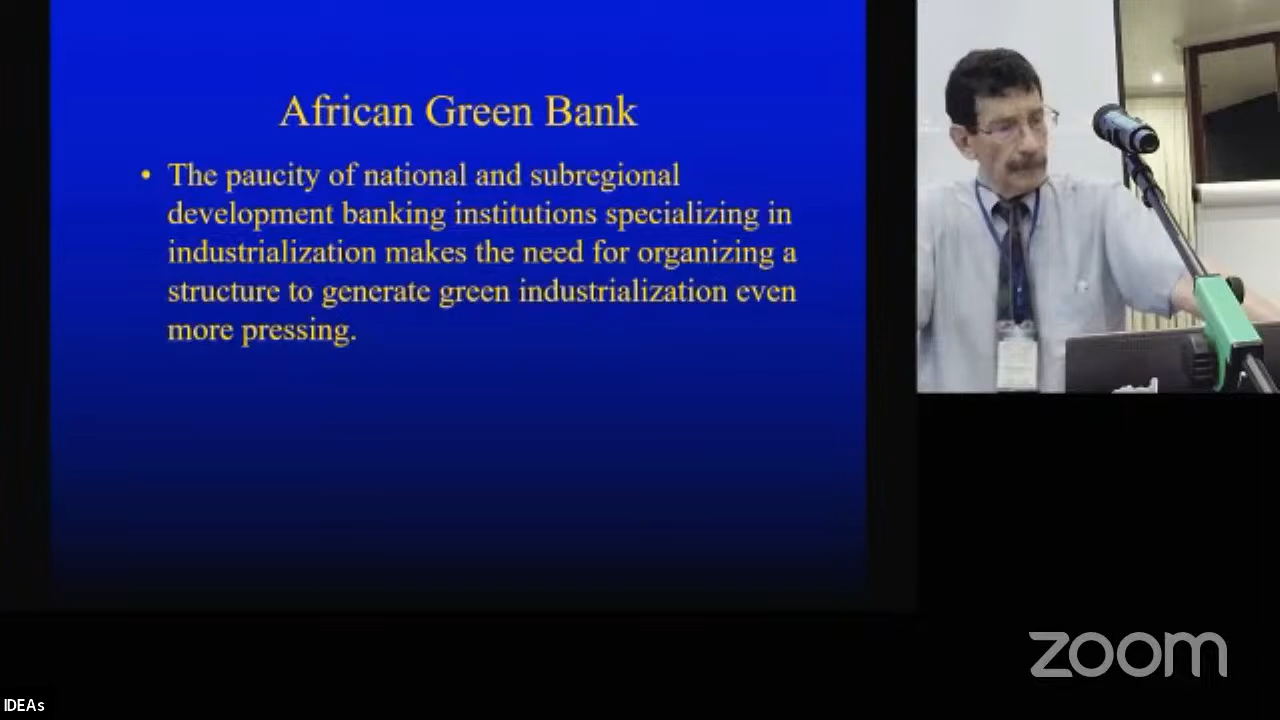 African Green Bank
• The paucity of national and subregional
development banking institutions specializing in
industrialization makes the need for organizing a
structure to generate green industrialization even
more pressing.
zoom
IDEAs